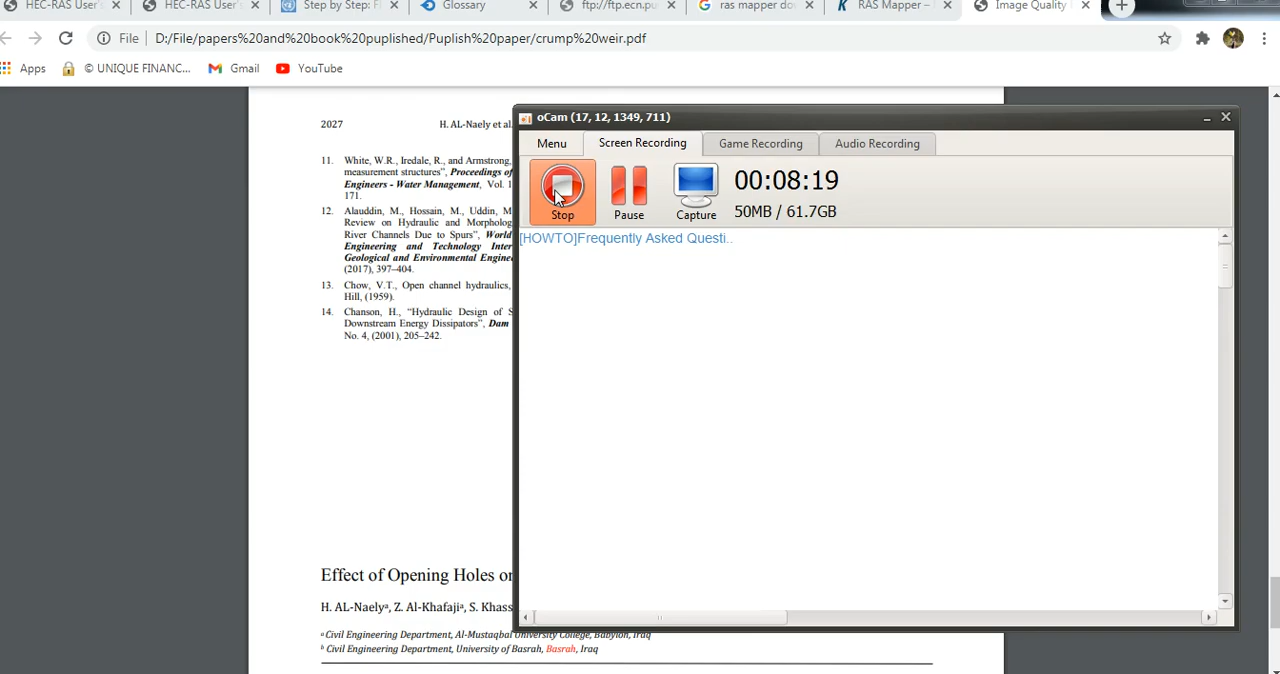 HEC-RAS User's
HEC-RAS User's
Step by Step: F
Glossary
ftp://ftp.ecn.pu
ras mapper do
RAS Mapper –
Image Quality
File
D:/File/papers%20and%20book%20puplished/Puplish%20paper/crump%20weir.pdf
Apps
© UNIQUE FINANC...
Gmail
YouTube
2027
H. AL-Naely et al.
11. White, W.R., Iredale, R., and Armstrong,
measurement structures", Proceedings of
Engineers - Water Management, Vol. 1
171.
12. Alauddin, M., Hossain, M., Uddin, M
Review on Hydraulic and Morpholog
River Channels Due to Spurs", World
Engineering and Technology Inter
Geological and Environmental Engine
(2017), 397–404.
13. Chow, V.T., Open channel hydraulics,
Hill, (1959).
14. Chanson, H., "Hydraulic Design of S
Downstream Energy Dissipators", Dam
No. 4, (2001), 205–242.
Effect of Opening Holes o
H. AL-Naelyᵃ, Z. Al-Khafajiᵃ, S. Khass
ᵃ Civil Engineering Department, Al-Mustaqbal University College, Babylon, Iraq
ᵇ Civil Engineering Department, University of Basrah, Basrah, Iraq
oCam (17, 12, 1349, 711)
Menu
Screen Recording
Game Recording
Audio Recording
Stop
Pause
Capture
00:08:19
50MB / 61.7GB
[HOWTO]Frequently Asked Questi..